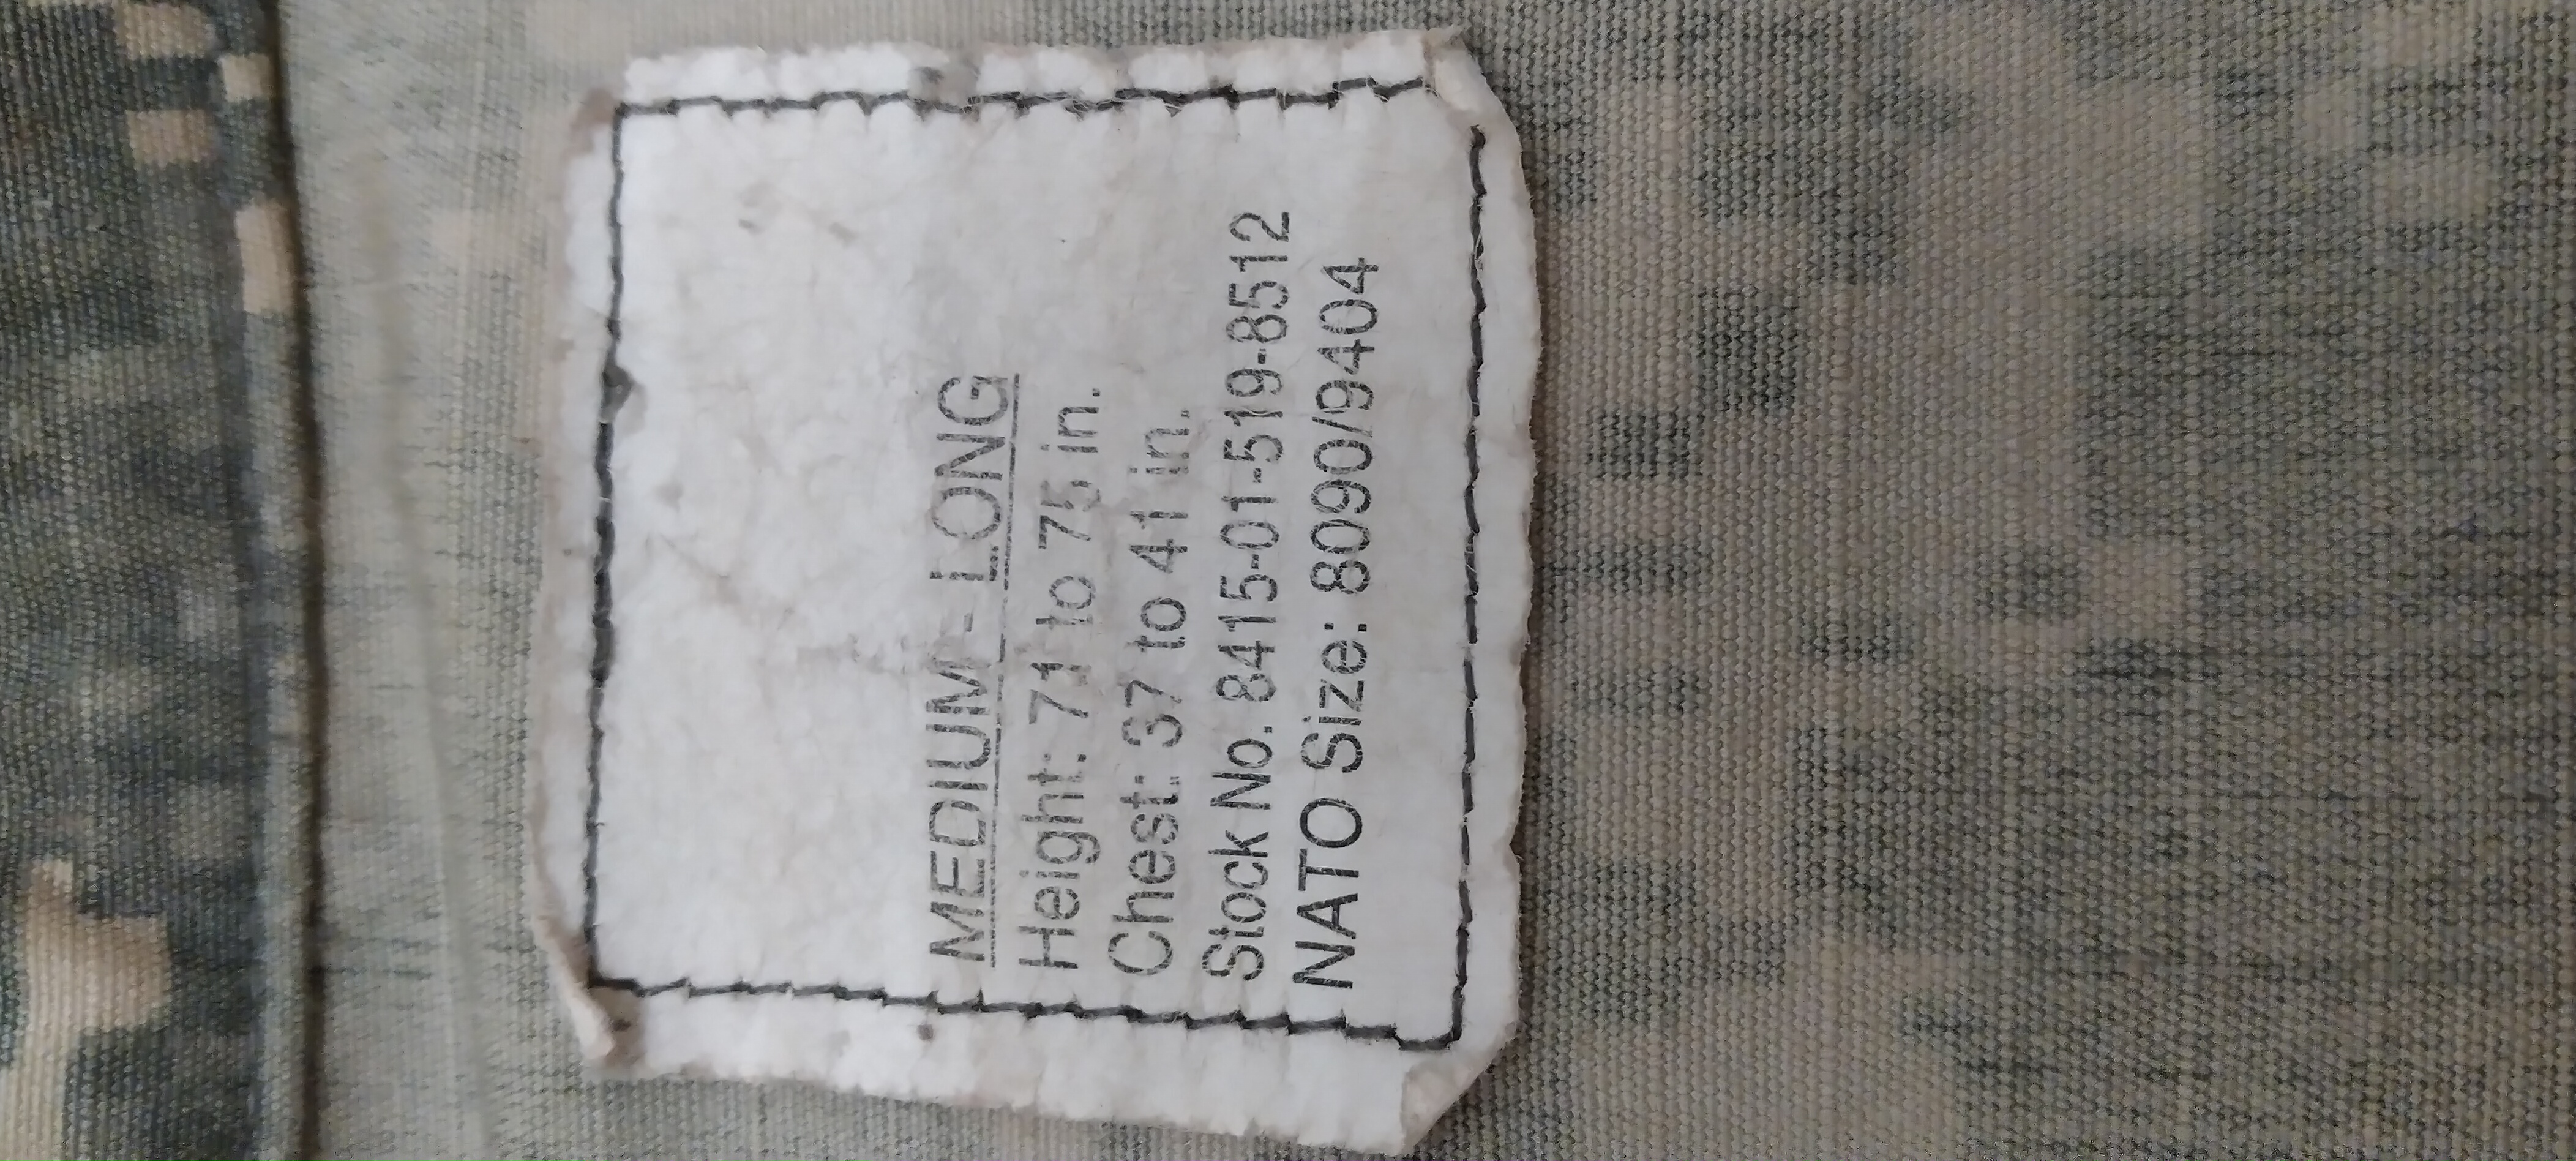 MEDIUM - LONG
Height: 71 to 75 in.
Chest: 37 to 41 in.
Stock No. 8415-01-519-8512
NATO Size: 8090/9404